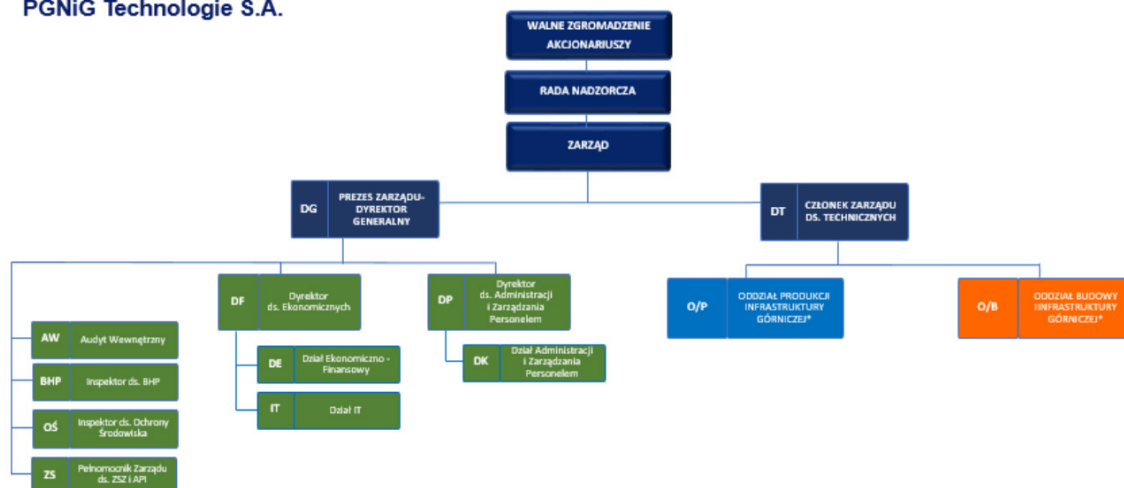 PGNiG Technologie S.A.
WALNE ZGROMADZENIE
AKCJONARIUSZY
RADA NADZORCZA
ZARZĄD
DG
PREZES ZARZĄDU-
DYREKTOR
GENERALNY
DT
CZŁONEK ZARZĄDU
DS. TECHNICZNYCH
DF
Dyrektor
ds. Ekonomicznych
DP
Dyrektor
ds. Administracji
i Zarządzania
Personelem
O/P
ODDZIAŁ PRODUKCJI
INFRASTRUKTURY
GÓRNICZEJ*
O/B
ODDZIAŁ BUDOWY
IINFRASTRUKTURY
GÓRNICZEJ*
AW
Audyt Wewnętrzny
DE
Dział Ekonomiczno -
Finansowy
DK
Dział Administracji
i Zarządzania
Personelem
BHP
Inspektor ds. BHP
IT
Dział IT
OŚ
Inspektor ds. Ochrony
Środowiska
ZS
Pełnomocnik Zarządu
ds. ZSZ i API